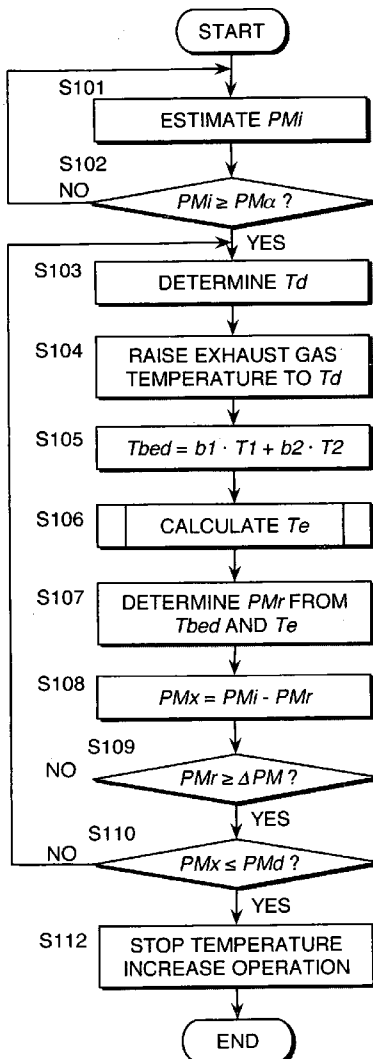 START
S101
ESTIMATE PMi
S102
NO
PMi ≥ PMα ?
YES
S103
DETERMINE Td
S104
RAISE EXHAUST GAS
TEMPERATURE TO Td
S105
Tbed = b1 · T1 + b2 · T2
S106
CALCULATE Te
S107
DETERMINE PMr FROM
Tbed AND Te
S108
PMx = PMi - PMr
S109
NO
PMr ≥ ΔPM ?
YES
S110
NO
PMx ≤ PMd ?
YES
S112
STOP TEMPERATURE
INCREASE OPERATION
END